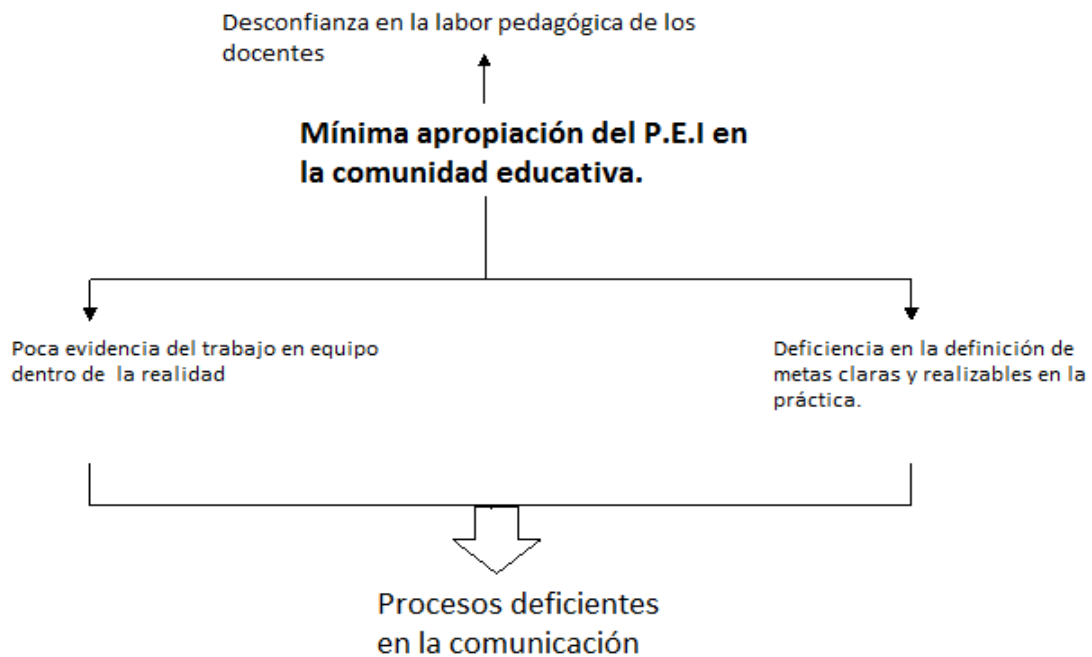 Desconfianza en la labor pedagógica de los
docentes
Mínima apropiación del P.E.I en
la comunidad educativa.
Poca evidencia del trabajo en equipo
dentro de la realidad
Deficiencia en la definición de
metas claras y realizables en la
práctica.
Procesos deficientes
en la comunicación